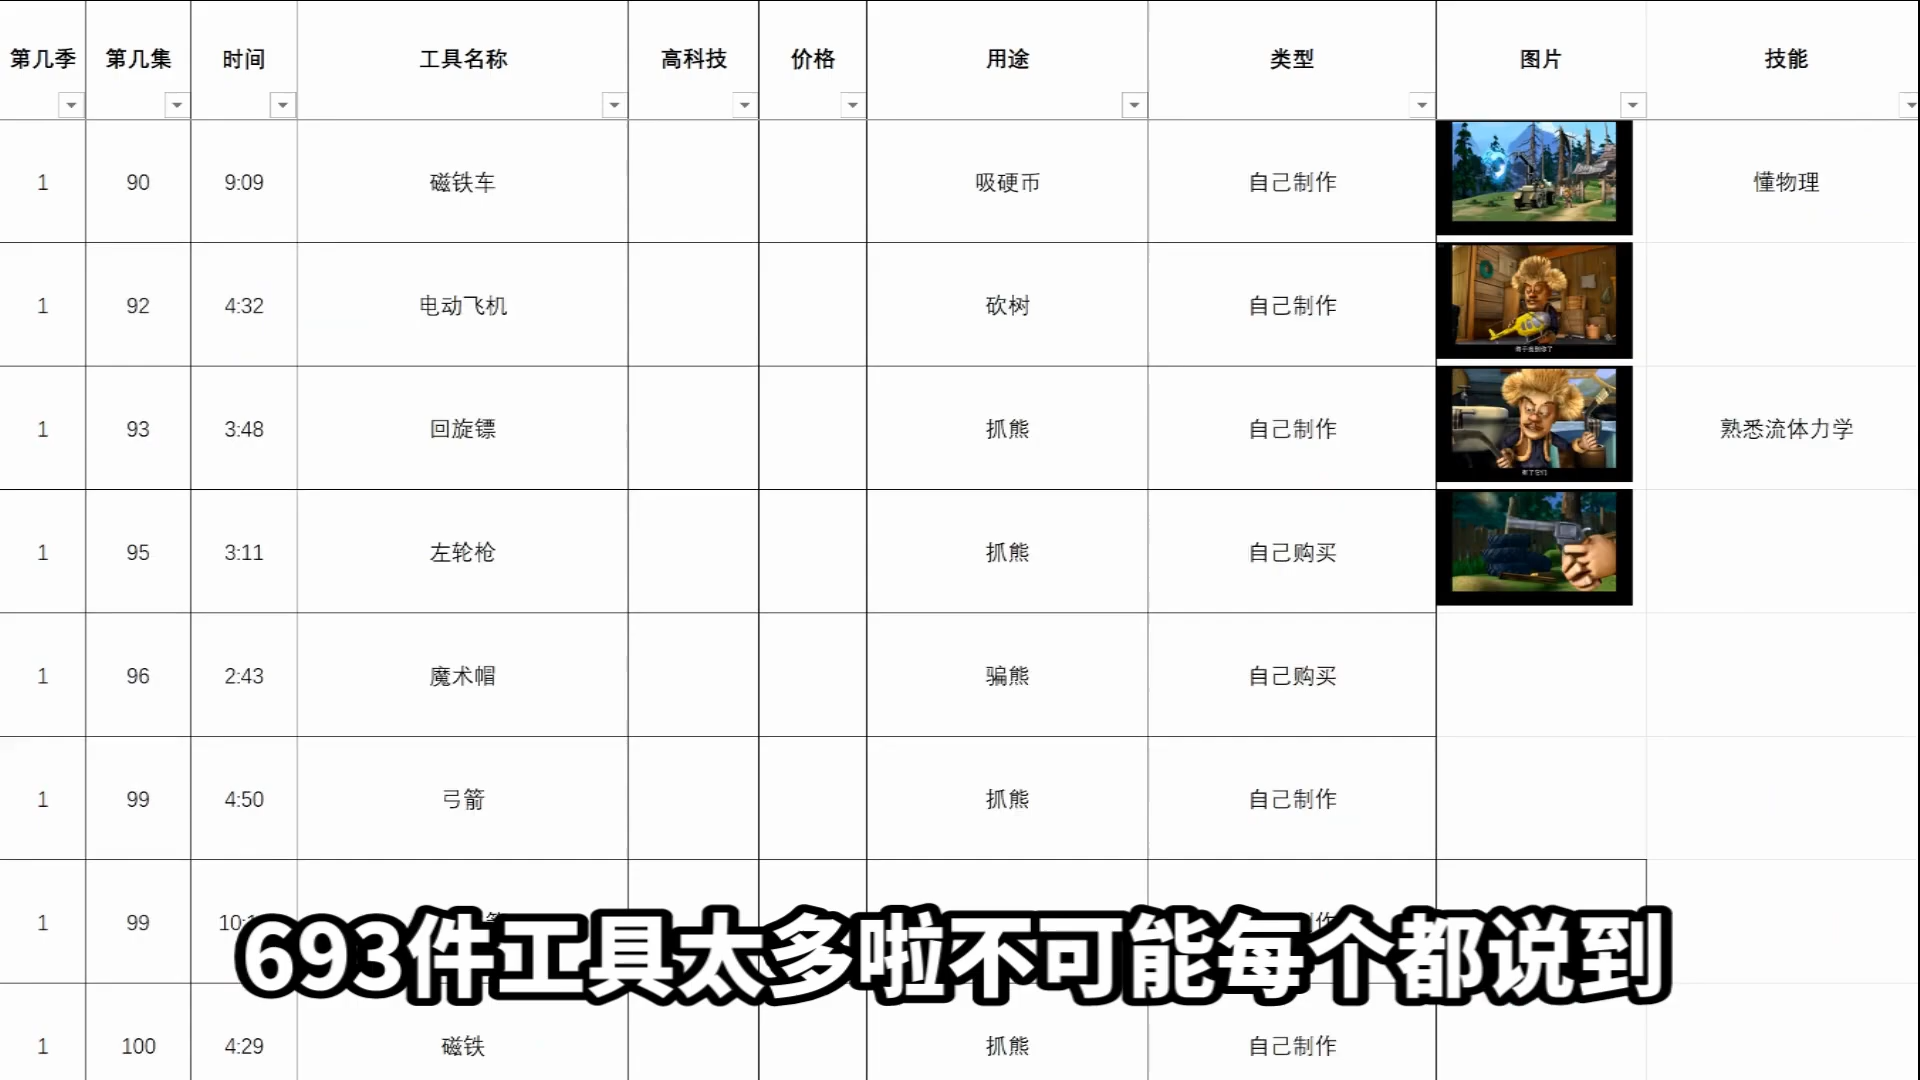 第几季 第几集 时间 工具名称 高科技 价格 用途 类型 图片 技能
1 90 9:09 磁铁车 吸硬币 自己制作 懂物理
1 92 4:32 电动飞机 砍树 自己制作
1 93 3:48 回旋镖 抓熊 自己制作 熟悉流体力学
有了它们
1 95 3:11 左轮枪 抓熊 自己购买
1 96 2:43 魔术帽 骗熊 自己购买
1 99 4:50 弓箭 抓熊 自己制作
1 99
693件工具太多啦不可能每个都说到
1 100 4:29 磁铁 抓熊 自己制作